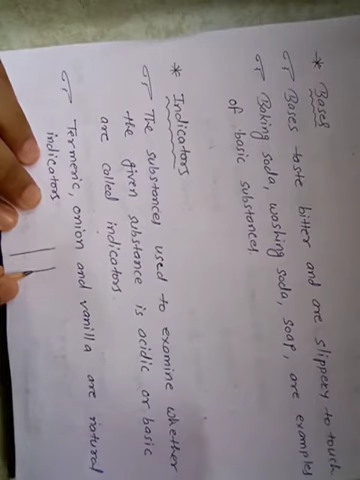 * Bases
Bases taste bitter and are slippery to touch
Baking soda, washing soda, soap, are examples
of basic substances.
* Indicators
The substances used to examine whether
the given substance is acidic or basic
are called indicators.
Termeric, onion and vanilla are natural
indicators